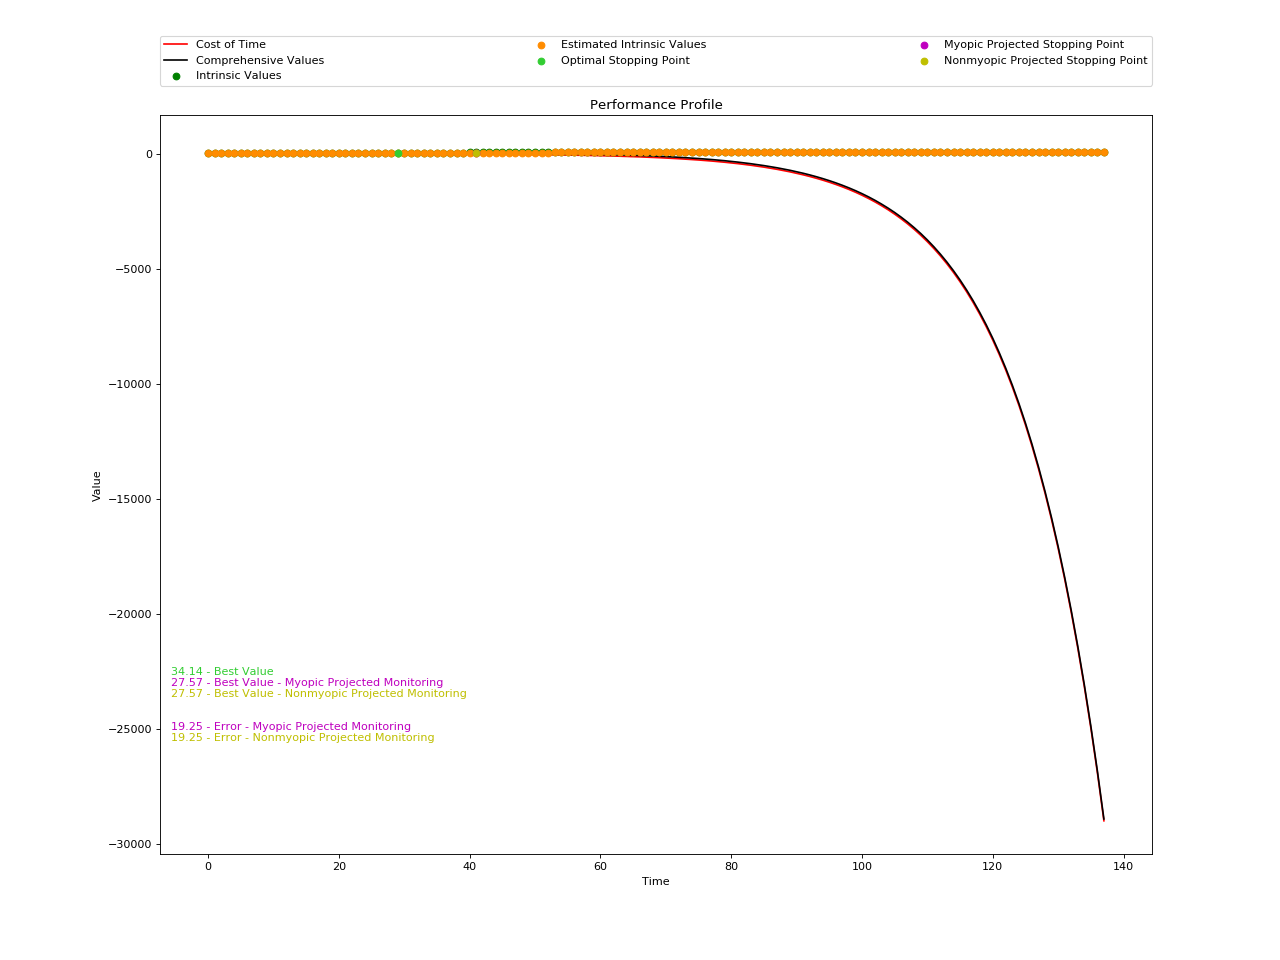 Cost of Time
Comprehensive Values
Intrinsic Values
Estimated Intrinsic Values
Optimal Stopping Point
Myopic Projected Stopping Point
Nonmyopic Projected Stopping Point
Performance Profile
0
−5000
−10000
−15000
−20000
−25000
−30000
Value
34.14 - Best Value
27.57 - Best Value - Myopic Projected Monitoring
27.57 - Best Value - Nonmyopic Projected Monitoring
19.25 - Error - Myopic Projected Monitoring
19.25 - Error - Nonmyopic Projected Monitoring
0 20 40 60 80 100 120 140
Time